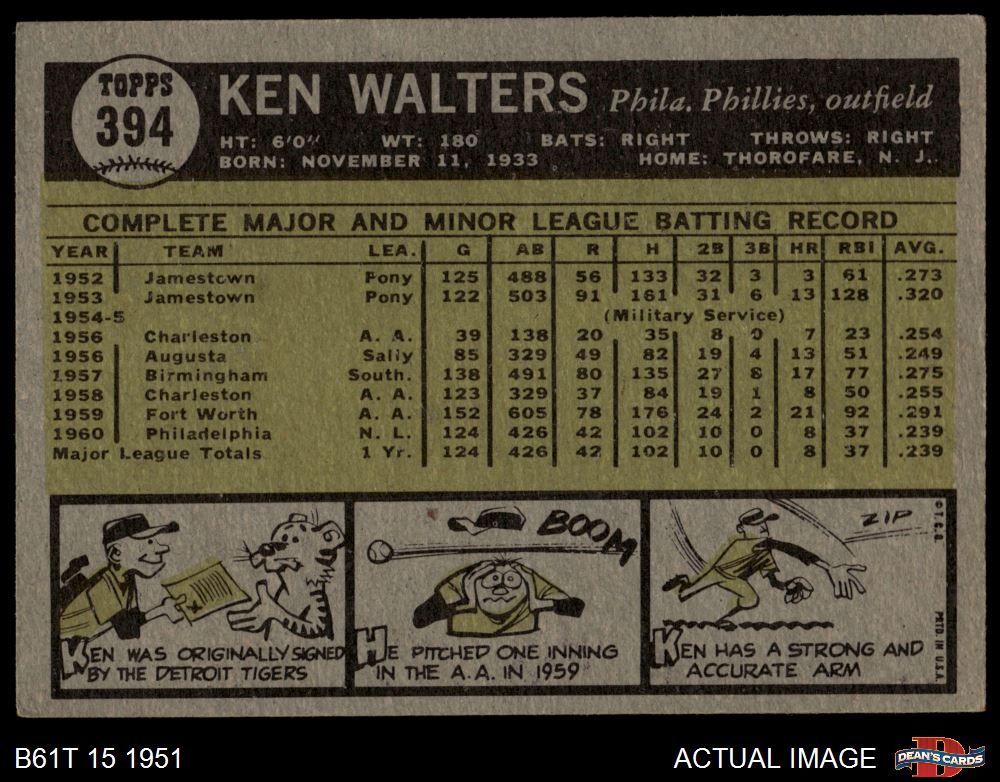 TOPPS
394
KEN WALTERS Phila. Phillies, outfield
HT: 6'0" WT: 180 BATS: RIGHT THROWS: RIGHT
BORN: NOVEMBER 11, 1933 HOME: THOROFARE, N. J.
COMPLETE MAJOR AND MINOR LEAGUE BATTING RECORD
YEAR TEAM LEA. G AB R H 2B 3B HR RBI AVG.
1952 Jamestown Pony 125 488 56 133 32 3 3 61 .273
1953 Jamestown Pony 122 503 91 161 31 6 13 128 .320
1954-5 (Military Service)
1956 Charleston A. A. 39 138 20 35 8 0 7 23 .254
1956 Augusta Sally 85 329 49 82 19 4 13 51 .249
1957 Birmingham South. 138 491 80 135 27 8 17 77 .275
1958 Charleston A. A. 123 329 37 84 19 1 8 50 .255
1959 Fort Worth A. A. 152 605 78 176 24 2 21 92 .291
1960 Philadelphia N. L. 124 426 42 102 10 0 8 37 .239
Major League Totals 1 Yr. 124 426 42 102 10 0 8 37 .239
KEN WAS ORIGINALLY SIGNED
BY THE DETROIT TIGERS
BOOM
HE PITCHED ONE INNING
IN THE A.A. IN 1959
ZIP
KEN HAS A STRONG AND
ACCURATE ARM
© T.C.G.
PRTD. IN U.S.A.
B61T 15 1951
ACTUAL IMAGE
D
DEAN'S CARDS